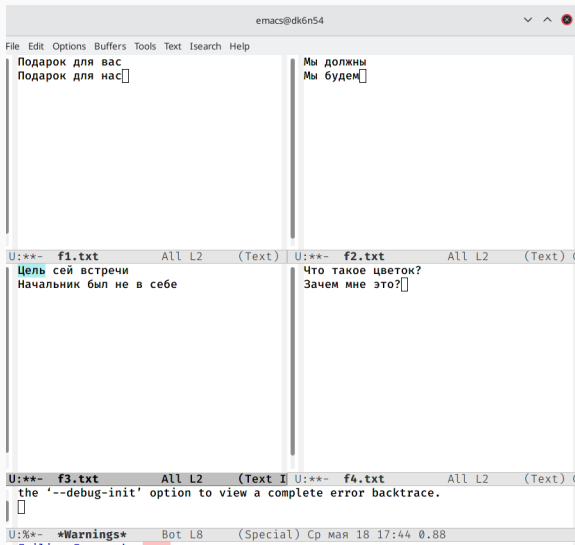 emacs@dk6n54
File Edit Options Buffers Tools Text Isearch Help
Подарок для вас
Подарок для нас
Мы должны
Мы будем
U:**- f1.txt All L2 (Text)
U:**- f2.txt All L2 (Text)
Цель сей встречи
Начальник был не в себе
Что такое цветок?
Зачем мне это?
U:**- f3.txt All L2 (Text I
U:**- f4.txt All L2 (Text)
the ‘--debug-init’ option to view a complete error backtrace.
U:%*- *Warnings* Bot L8 (Special) Ср мая 18 17:44 0.88